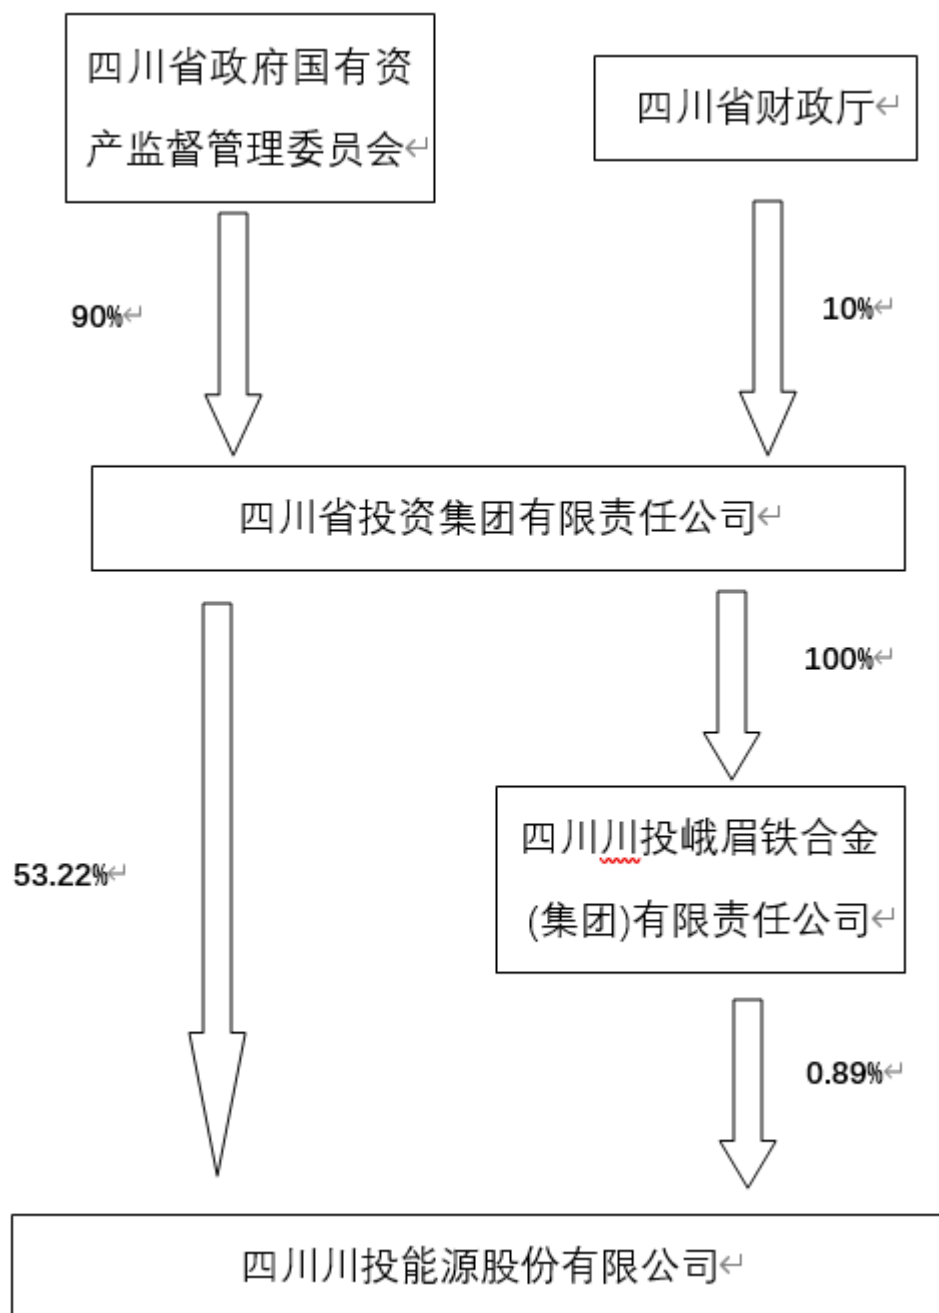 四川省政府国有资
产监督管理委员会↵
四川省财政厅↵
90%↵
10%↵
四川省投资集团有限责任公司↵
100%↵
四川川投峨眉铁合金
(集团)有限责任公司↵
53.22%↵
0.89%↵
四川川投能源股份有限公司↵